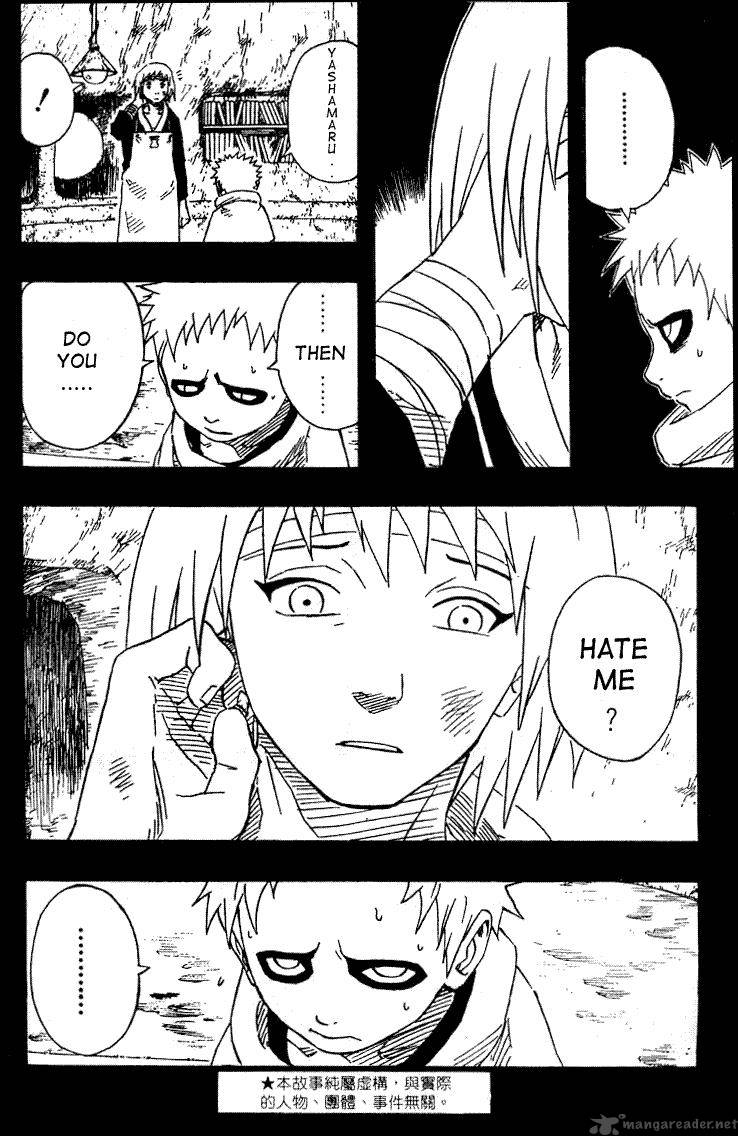 .........
YASHAMARU.
!
......
THEN
DO
YOU
.....
HATE
ME
?
.........
★本故事純屬虛構，與實際
的人物、團體、事件無關。
mangareader.net